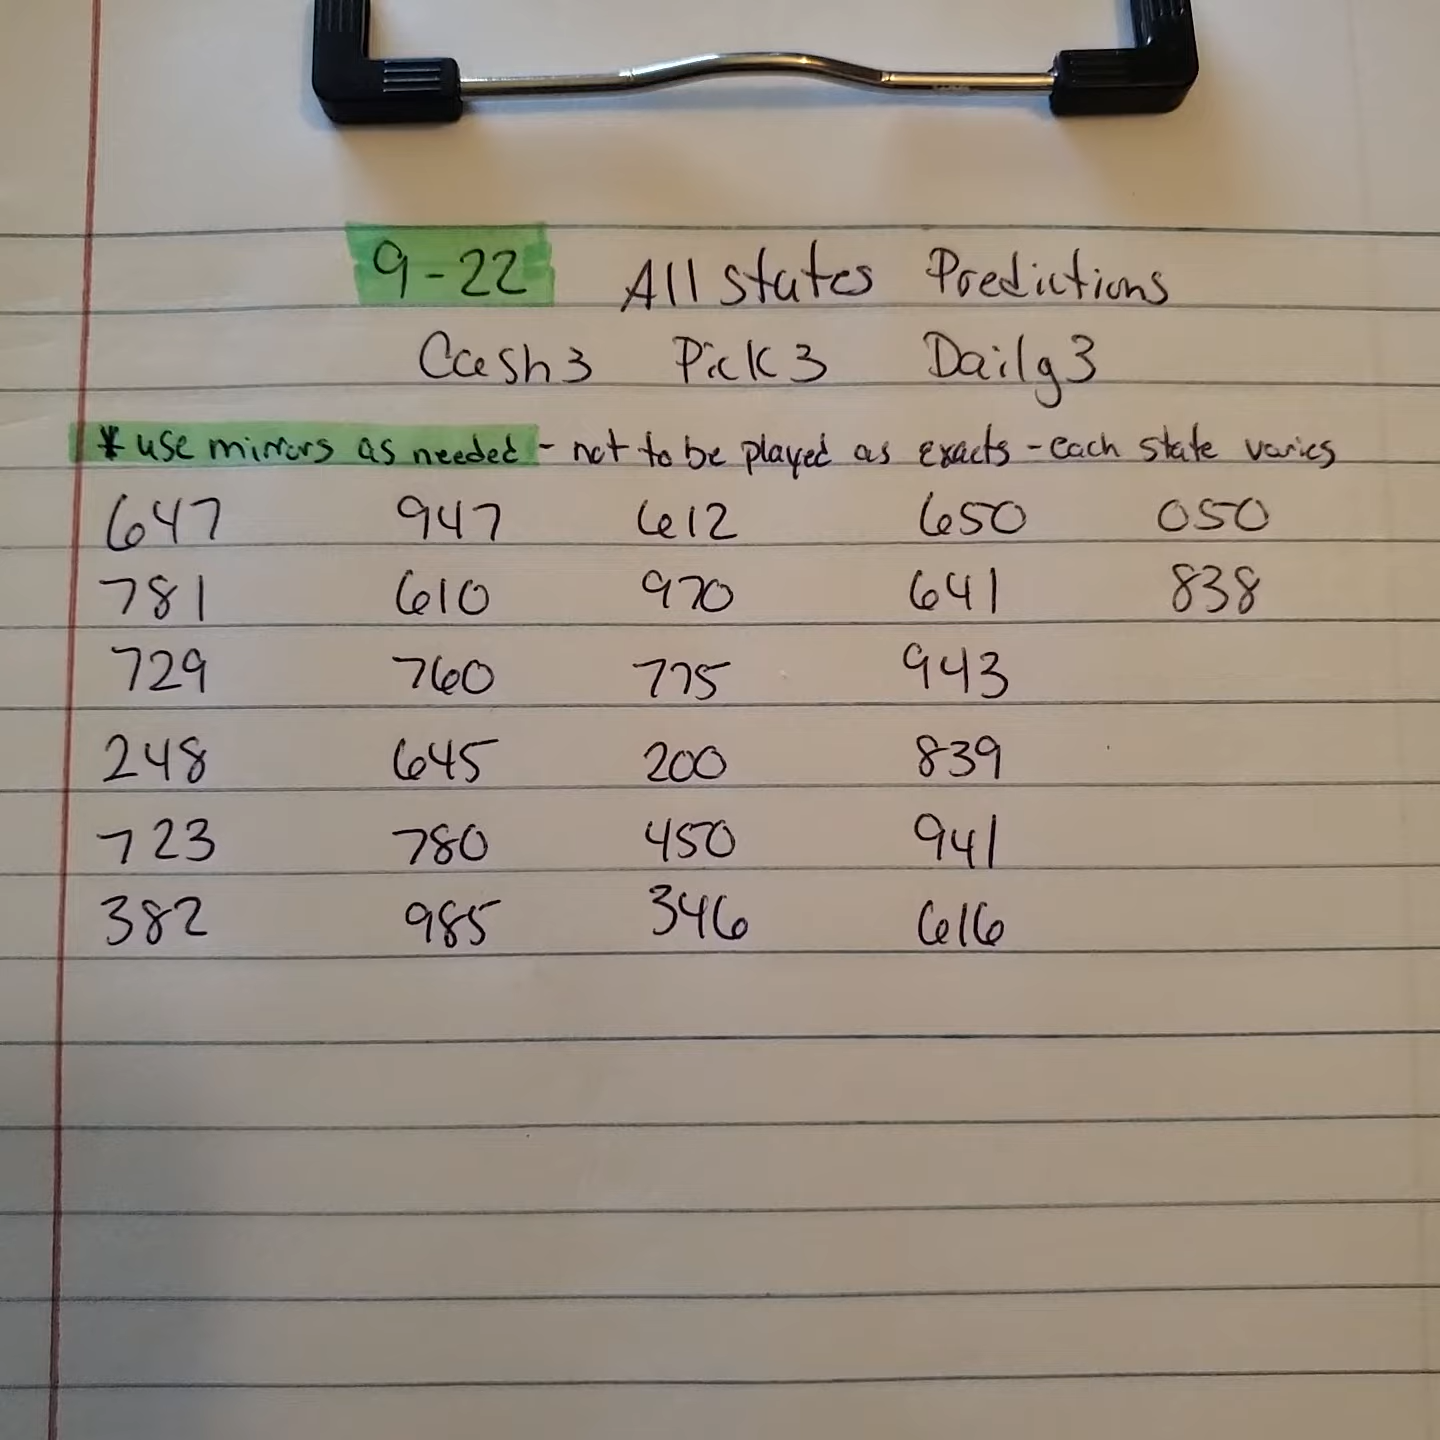 9-22 All states Predictions
Cash3 Pick3 Daily3
* use mirrors as needed - not to be played as exacts - each state varies
647 947 612 650 050
781 610 970 641 838
729 760 775 943
248 645 200 839
723 780 450 941
382 985 346 616